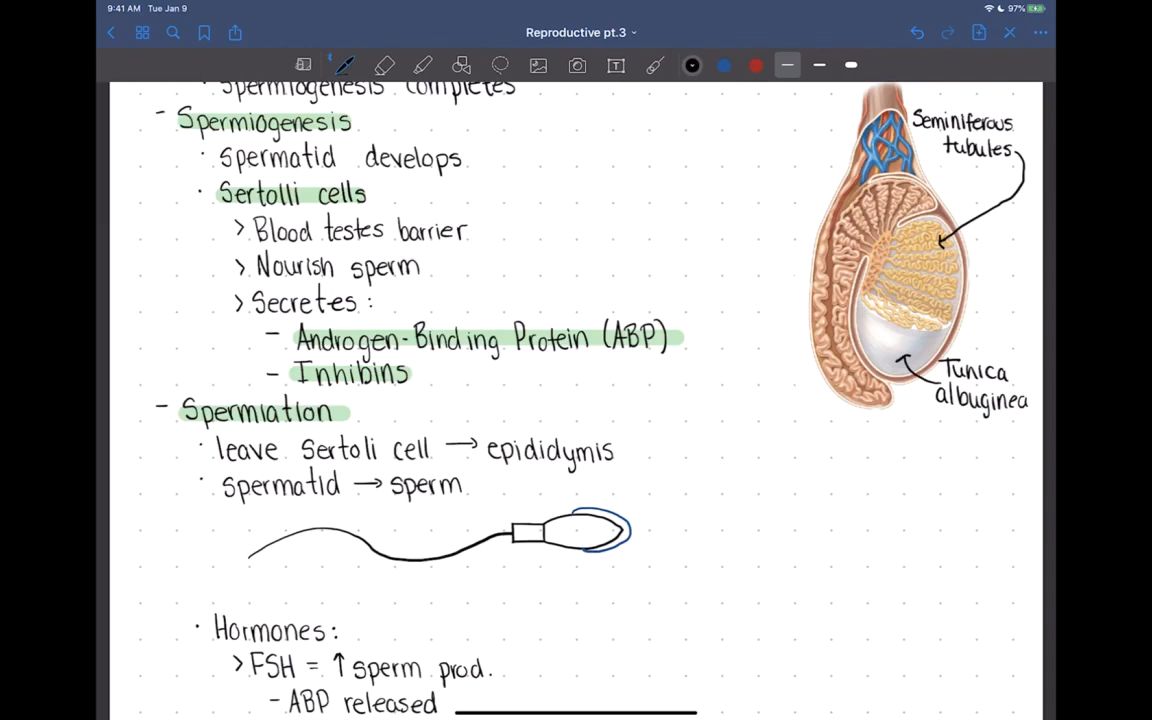 9:41 AM Tue Jan 9
97%
Reproductive pt.3
Spermiogenesis completes
- Spermiogenesis
· spermatid develops
· Sertolli cells
> Blood testes barrier
> Nourish sperm
> Secretes:
- Androgen-Binding Protein (ABP)
- Inhibins
- Spermiation
· leave Sertoli cell → epididymis
· spermatid → sperm
· Hormones:
> FSH = ↑ sperm prod.
- ABP released
Seminiferous
tubules
Tunica
albuginea